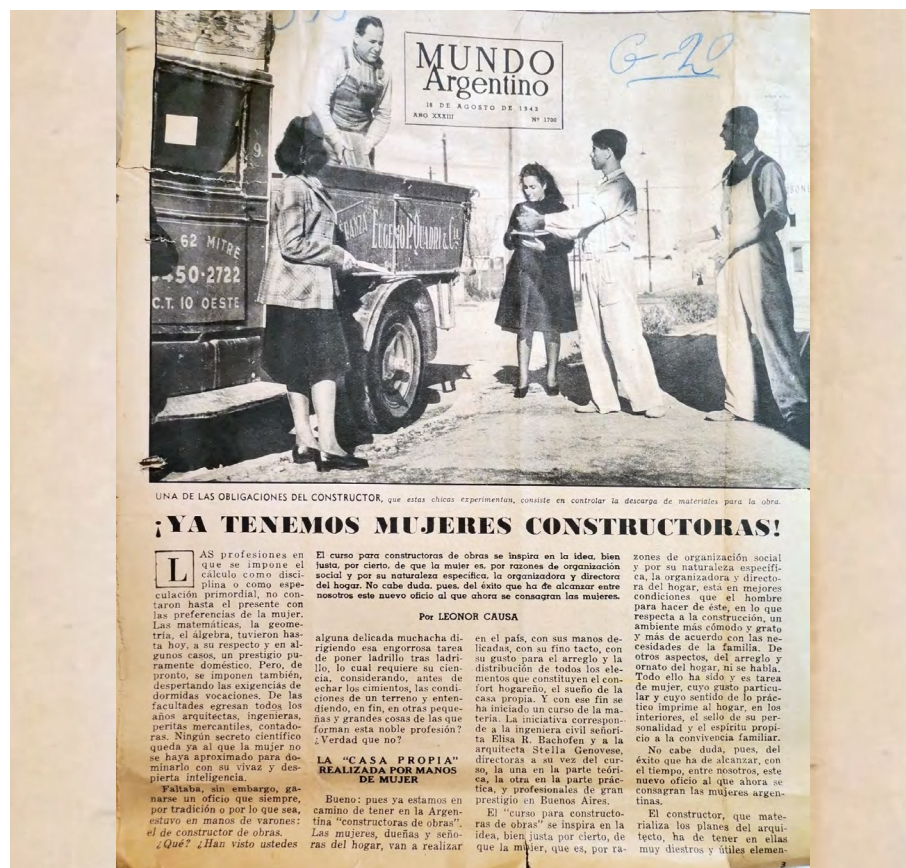 G-20
MUNDO
Argentino
18 DE AGOSTO DE 1943
AÑO XXXIII Nº 1700
9.
62 MITRE
450-2722
C.T. 10 OESTE
EUGENIO P. QUADRI & Cía.
UNA DE LAS OBLIGACIONES DEL CONSTRUCTOR, que estas chicas experimentan, consiste en controlar la descarga de materiales para la obra.
¡YA TENEMOS MUJERES CONSTRUCTORAS!
LAS profesiones en
que se impone el
cálculo como disci-
plina o como espe-
culación primordial, no con-
taron hasta el presente con
las preferencias de la mujer.
Las matemáticas, la geome-
tría, el álgebra, tuvieron has-
ta hoy, a su respecto y en al-
gunos casos, un prestigio pu-
ramente doméstico. Pero, de
pronto, se imponen también,
despertando las exigencias de
dormidas vocaciones. De las
facultades egresan todos los
años arquitectas, ingenieras,
peritas mercantiles, contado-
ras. Ningún secreto científico
queda ya al que la mujer no
se haya aproximado para do-
minarlo con su vivaz y des-
pierta inteligencia.
Faltaba, sin embargo, ga-
narse un oficio que siempre,
por tradición o por lo que sea,
estuvo en manos de varones:
el de constructor de obras.
¿Qué? ¿Han visto ustedes
El curso para constructoras de obras se inspira en la idea, bien
justa, por cierto, de que la mujer es, por razones de organización
social y por su naturaleza específica, la organizadora y directora
del hogar. No cabe duda, pues, del éxito que ha de alcanzar entre
nosotros este nuevo oficio al que ahora se consagran las mujeres.
Por LEONOR CAUSA
alguna delicada muchacha di-
rigiendo esa engorrosa tarea
de poner ladrillo tras ladri-
llo, lo cual requiere su cien-
cia, considerando, antes de
echar los cimientos, las condi-
ciones de un terreno y enten-
diendo, en fin, en otras peque-
ñas y grandes cosas de las que
forman esta noble profesión?
¿Verdad que no?
LA "CASA PROPIA"
REALIZADA POR MANOS
DE MUJER
Bueno: pues ya estamos en
camino de tener en la Argen-
tina "constructoras de obras".
Las mujeres, dueñas y seño-
ras del hogar, van a realizar
en el país, con sus manos de-
licadas, con su fino tacto, con
su gusto para el arreglo y la
distribución de todos los ele-
mentos que constituyen el con-
fort hogareño, el sueño de la
casa propia. Y con ese fin se
ha iniciado un curso de la ma-
teria. La iniciativa correspon-
de a la ingeniera civil señori-
ta Elisa R. Bachofen y a la
arquitecta Stella Genovese,
directoras a su vez del cur-
so, la una en la parte teóri-
ca, la otra en la parte prác-
tica, y profesionales de gran
prestigio en Buenos Aires.
El "curso para constructo-
ras de obras" se inspira en la
idea, bien justa por cierto, de
que la mujer, que es, por ra-
zones de organización social
y por su naturaleza específi-
ca, la organizadora y directo-
ra del hogar, está en mejores
condiciones que el hombre
para hacer de éste, en lo que
respecta a la construcción, un
ambiente más cómodo y grato
y más de acuerdo con las ne-
cesidades de la familia. De
otros aspectos, del arreglo y
ornato del hogar, ni se habla.
Todo ello ha sido y es tarea
de mujer, cuyo gusto particu-
lar y cuyo sentido de lo prác-
tico imprime al hogar, en los
interiores, el sello de su per-
sonalidad y el espíritu propi-
cio a la convivencia familiar.
No cabe duda, pues, del
éxito que ha de alcanzar, con
el tiempo, entre nosotros, este
nuevo oficio al que ahora se
consagran las mujeres argen-
tinas.
El constructor, que mate-
rializa los planes del arqui-
tecto, ha de tener en ellas
muy diestros y útiles elemen-
3